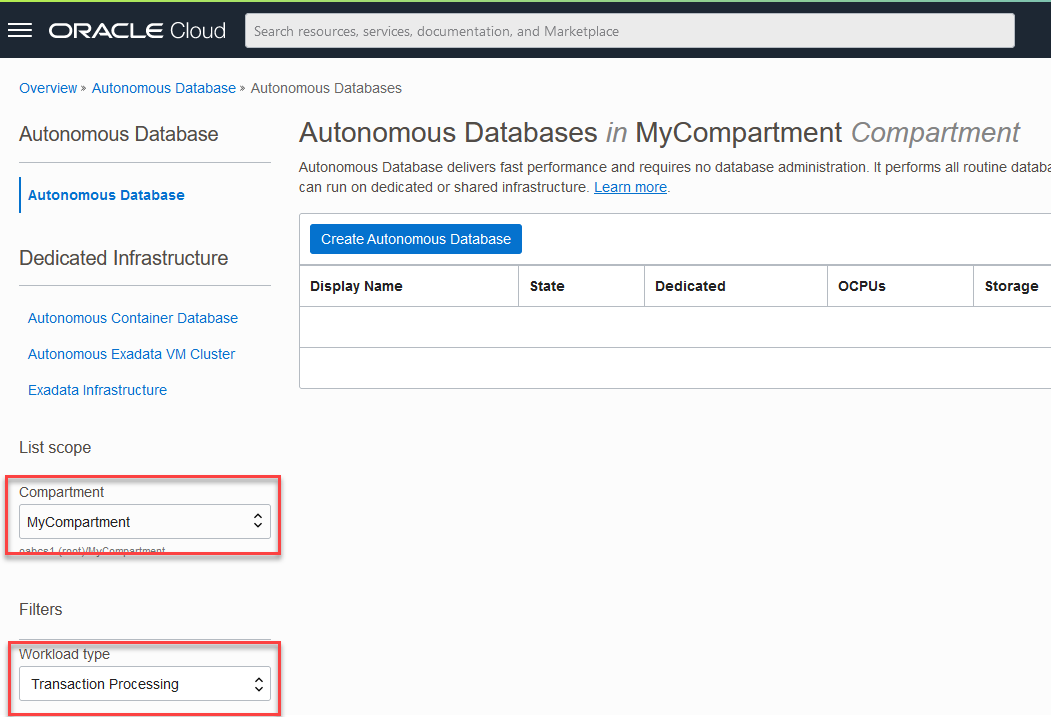 ORACLE Cloud
Search resources, services, documentation, and Marketplace
Overview » Autonomous Database » Autonomous Databases
Autonomous Database
Autonomous Database
Dedicated Infrastructure
Autonomous Container Database
Autonomous Exadata VM Cluster
Exadata Infrastructure
List scope
Compartment
MyCompartment
(root)/MyCompartment
Filters
Workload type
Transaction Processing
Autonomous Databases in MyCompartment Compartment
Autonomous Database delivers fast performance and requires no database administration. It performs all routine databa
can run on dedicated or shared infrastructure. Learn more.
Create Autonomous Database
Display Name State Dedicated OCPUs Storage